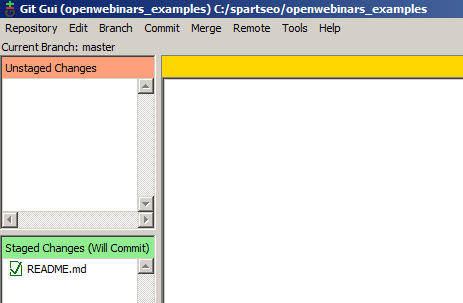 Git Gui (openwebinars_examples) C:/spartseo/openwebinars_examples
Repository Edit Branch Commit Merge Remote Tools Help
Current Branch: master
Unstaged Changes
Staged Changes (Will Commit)
README.md